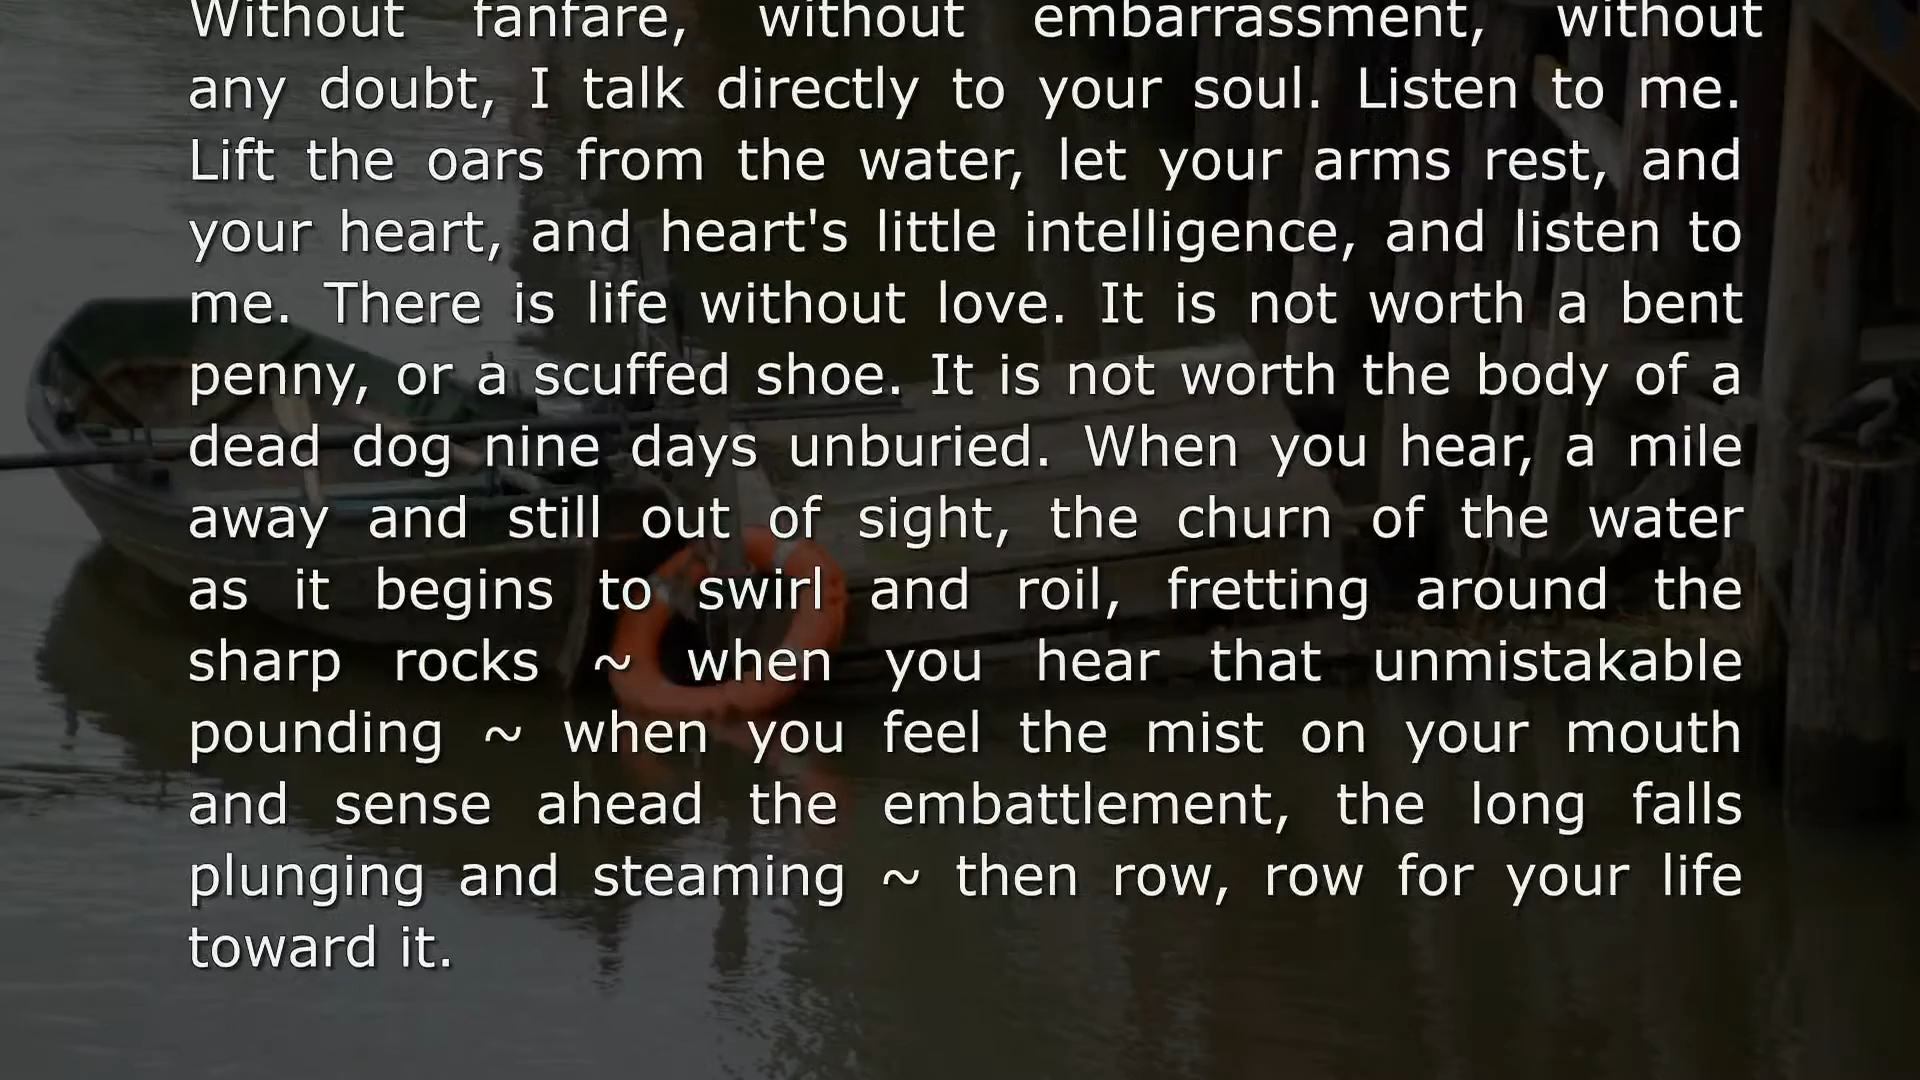 Without fanfare, without embarrassment, without
any doubt, I talk directly to your soul. Listen to me.
Lift the oars from the water, let your arms rest, and
your heart, and heart's little intelligence, and listen to
me. There is life without love. It is not worth a bent
penny, or a scuffed shoe. It is not worth the body of a
dead dog nine days unburied. When you hear, a mile
away and still out of sight, the churn of the water
as it begins to swirl and roil, fretting around the
sharp rocks ~ when you hear that unmistakable
pounding ~ when you feel the mist on your mouth
and sense ahead the embattlement, the long falls
plunging and steaming ~ then row, row for your life
toward it.